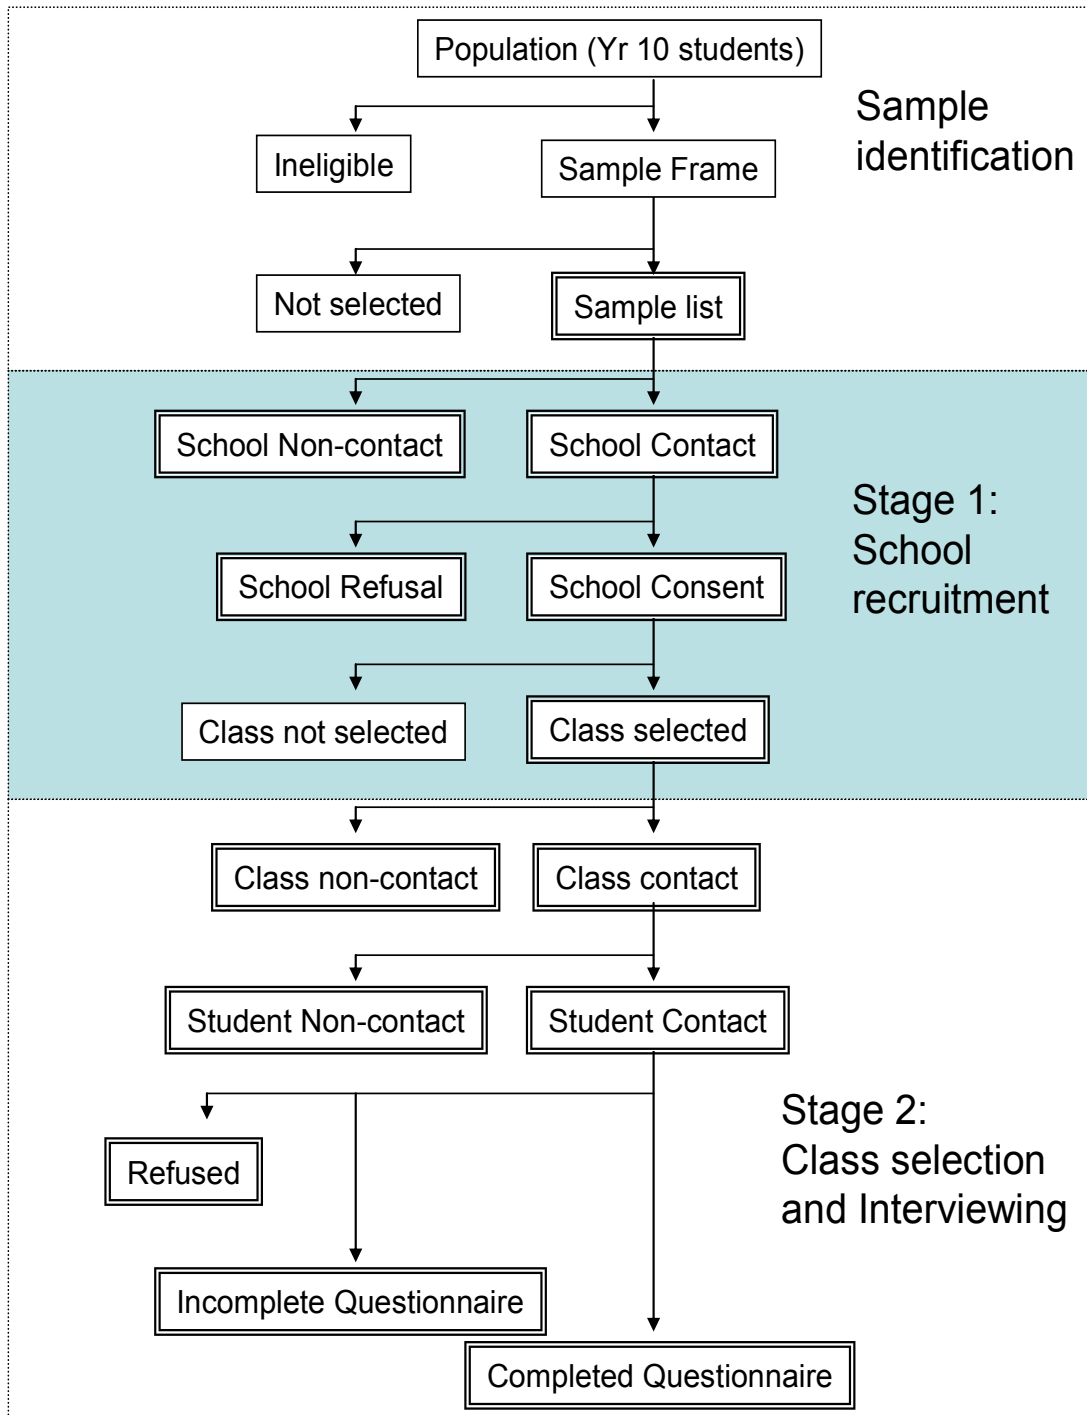 Population (Yr 10 students)
Sample
identification
Ineligible
Sample Frame
Not selected
Sample list
School Non-contact
School Contact
Stage 1:
School
recruitment
School Refusal
School Consent
Class not selected
Class selected
Class non-contact
Class contact
Student Non-contact
Student Contact
Stage 2:
Class selection
and Interviewing
Refused
Incomplete Questionnaire
Completed Questionnaire